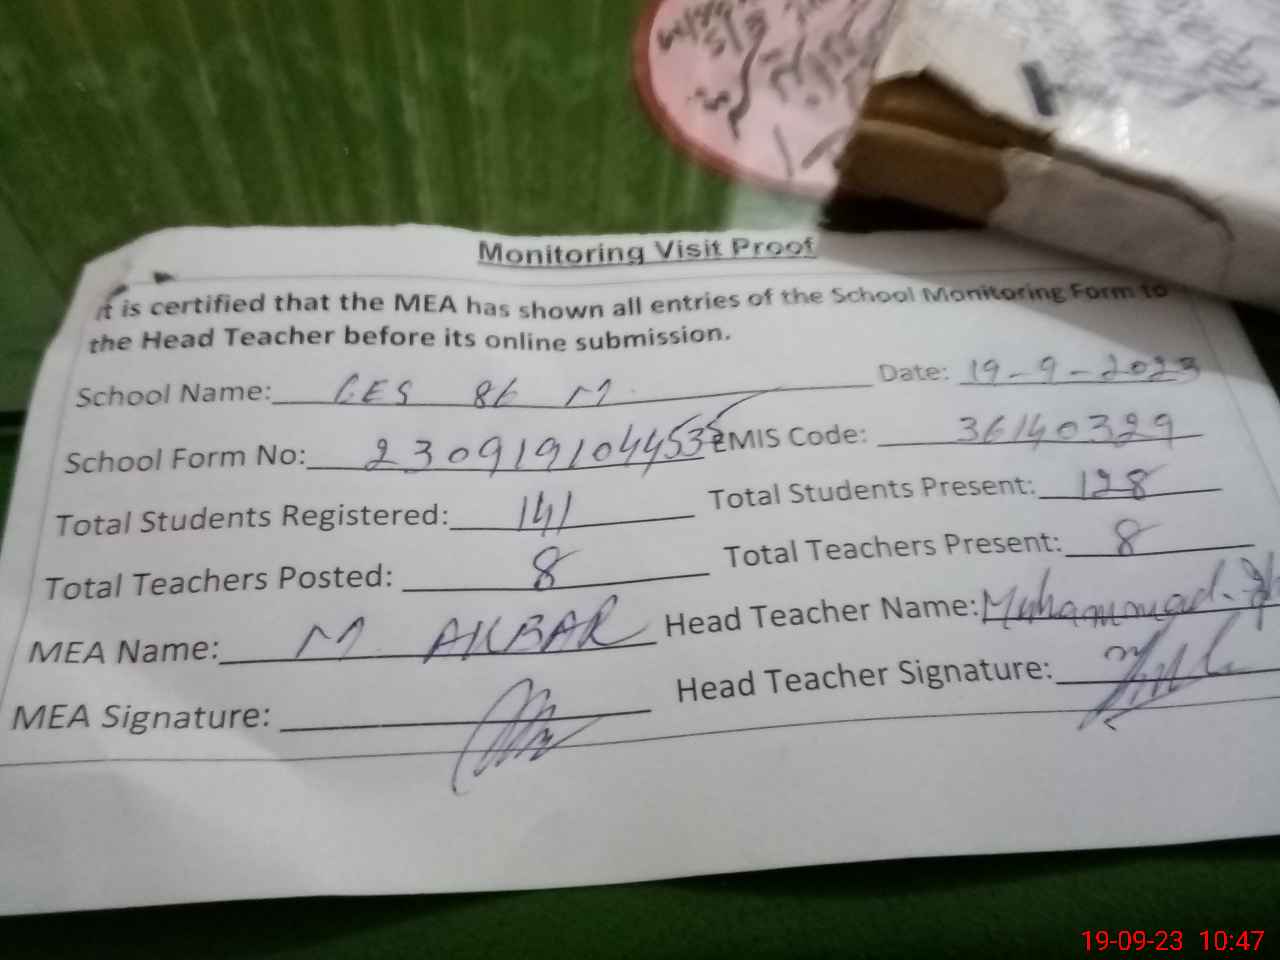 Monitoring Visit Proof
It is certified that the MEA has shown all entries of the School Monitoring Form to
the Head Teacher before its online submission.
School Name: GES 86 M Date: 19-9-2023
School Form No: EMIS Code: 36140329
Total Students Registered: 141 Total Students Present: 128
Total Teachers Posted: 8 Total Teachers Present: 8
MEA Name: M. AKBAR Head Teacher Name: Muhammad
MEA Signature: Head Teacher Signature:
19-09-23 10:47